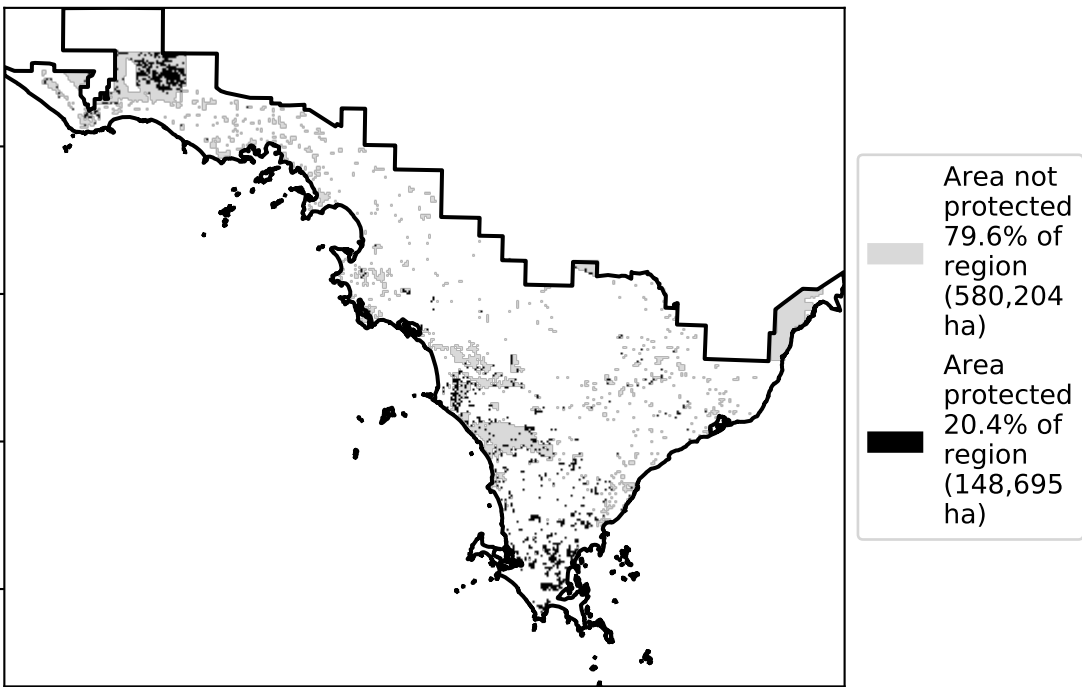 Area not
protected
79.6% of
region
(580,204
ha)
Area
protected
20.4% of
region
(148,695
ha)